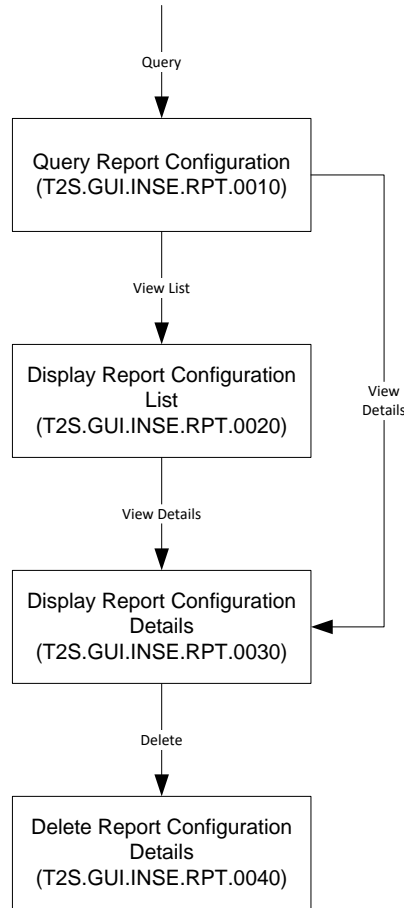 Query
Query Report Configuration
(T2S.GUI.INSE.RPT.0010)
View List
Display Report Configuration
List
(T2S.GUI.INSE.RPT.0020)
View
Details
View Details
Display Report Configuration
Details
(T2S.GUI.INSE.RPT.0030)
Delete
Delete Report Configuration
Details
(T2S.GUI.INSE.RPT.0040)